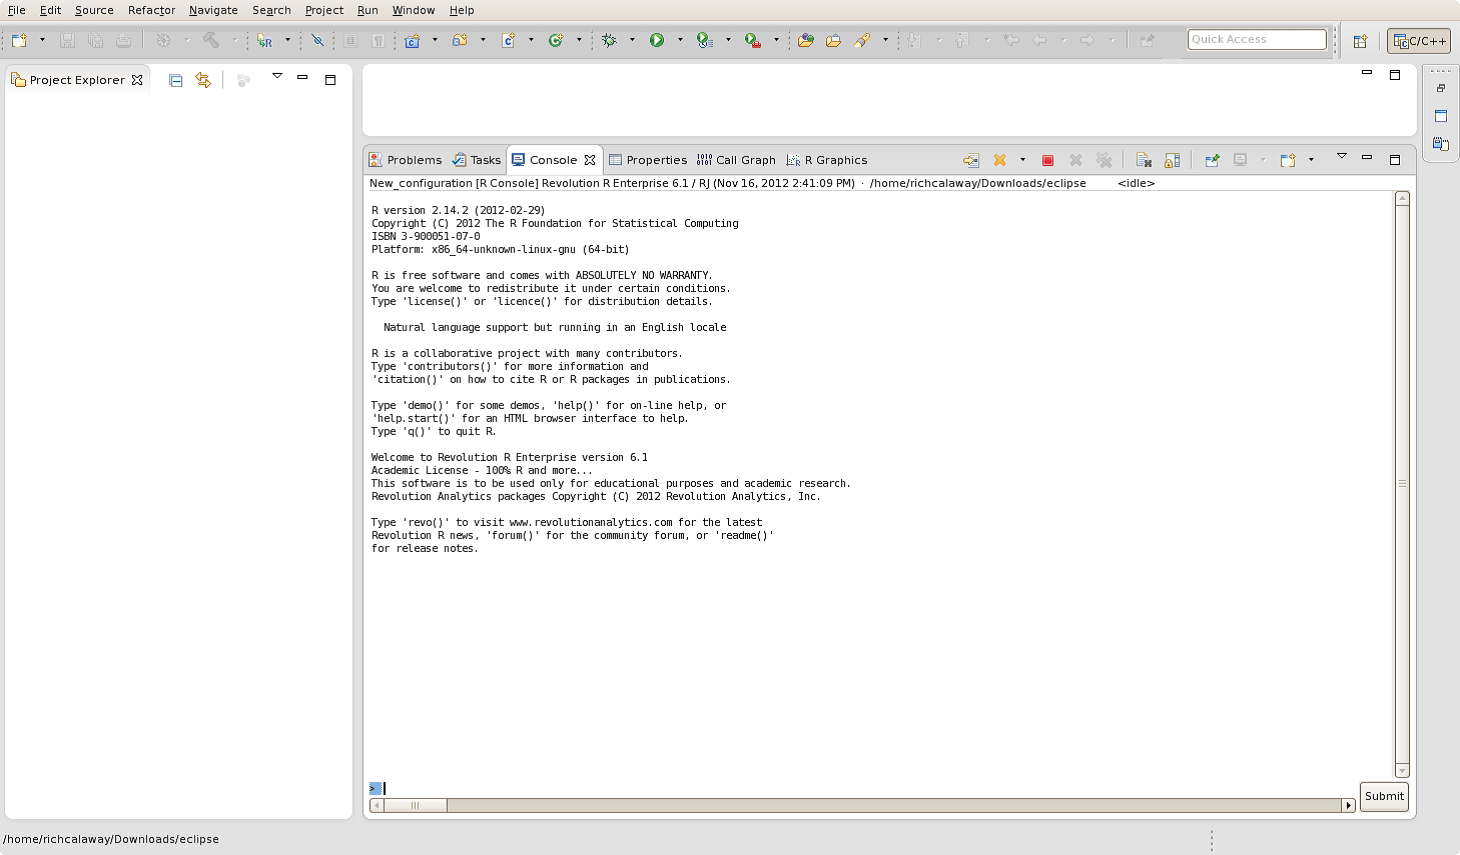 File Edit Source Refactor Navigate Search Project Run Window Help
Quick Access
C/C++
Project Explorer
Problems Tasks Console Properties Call Graph R Graphics
New_configuration [R Console] Revolution R Enterprise 6.1 / RJ (Nov 16, 2012 2:41:09 PM) · /home/richcalaway/Downloads/eclipse <idle>
R version 2.14.2 (2012-02-29)
Copyright (C) 2012 The R Foundation for Statistical Computing
ISBN 3-900051-07-0
Platform: x86_64-unknown-linux-gnu (64-bit)
R is free software and comes with ABSOLUTELY NO WARRANTY.
You are welcome to redistribute it under certain conditions.
Type 'license()' or 'licence()' for distribution details.
Natural language support but running in an English locale
R is a collaborative project with many contributors.
Type 'contributors()' for more information and
'citation()' on how to cite R or R packages in publications.
Type 'demo()' for some demos, 'help()' for on-line help, or
'help.start()' for an HTML browser interface to help.
Type 'q()' to quit R.
Welcome to Revolution R Enterprise version 6.1
Academic License - 100% R and more...
This software is to be used only for educational purposes and academic research.
Revolution Analytics packages Copyright (C) 2012 Revolution Analytics, Inc.
Type 'revo()' to visit www.revolutionanalytics.com for the latest
Revolution R news, 'forum()' for the community forum, or 'readme()'
for release notes.
>
Submit
/home/richcalaway/Downloads/eclipse